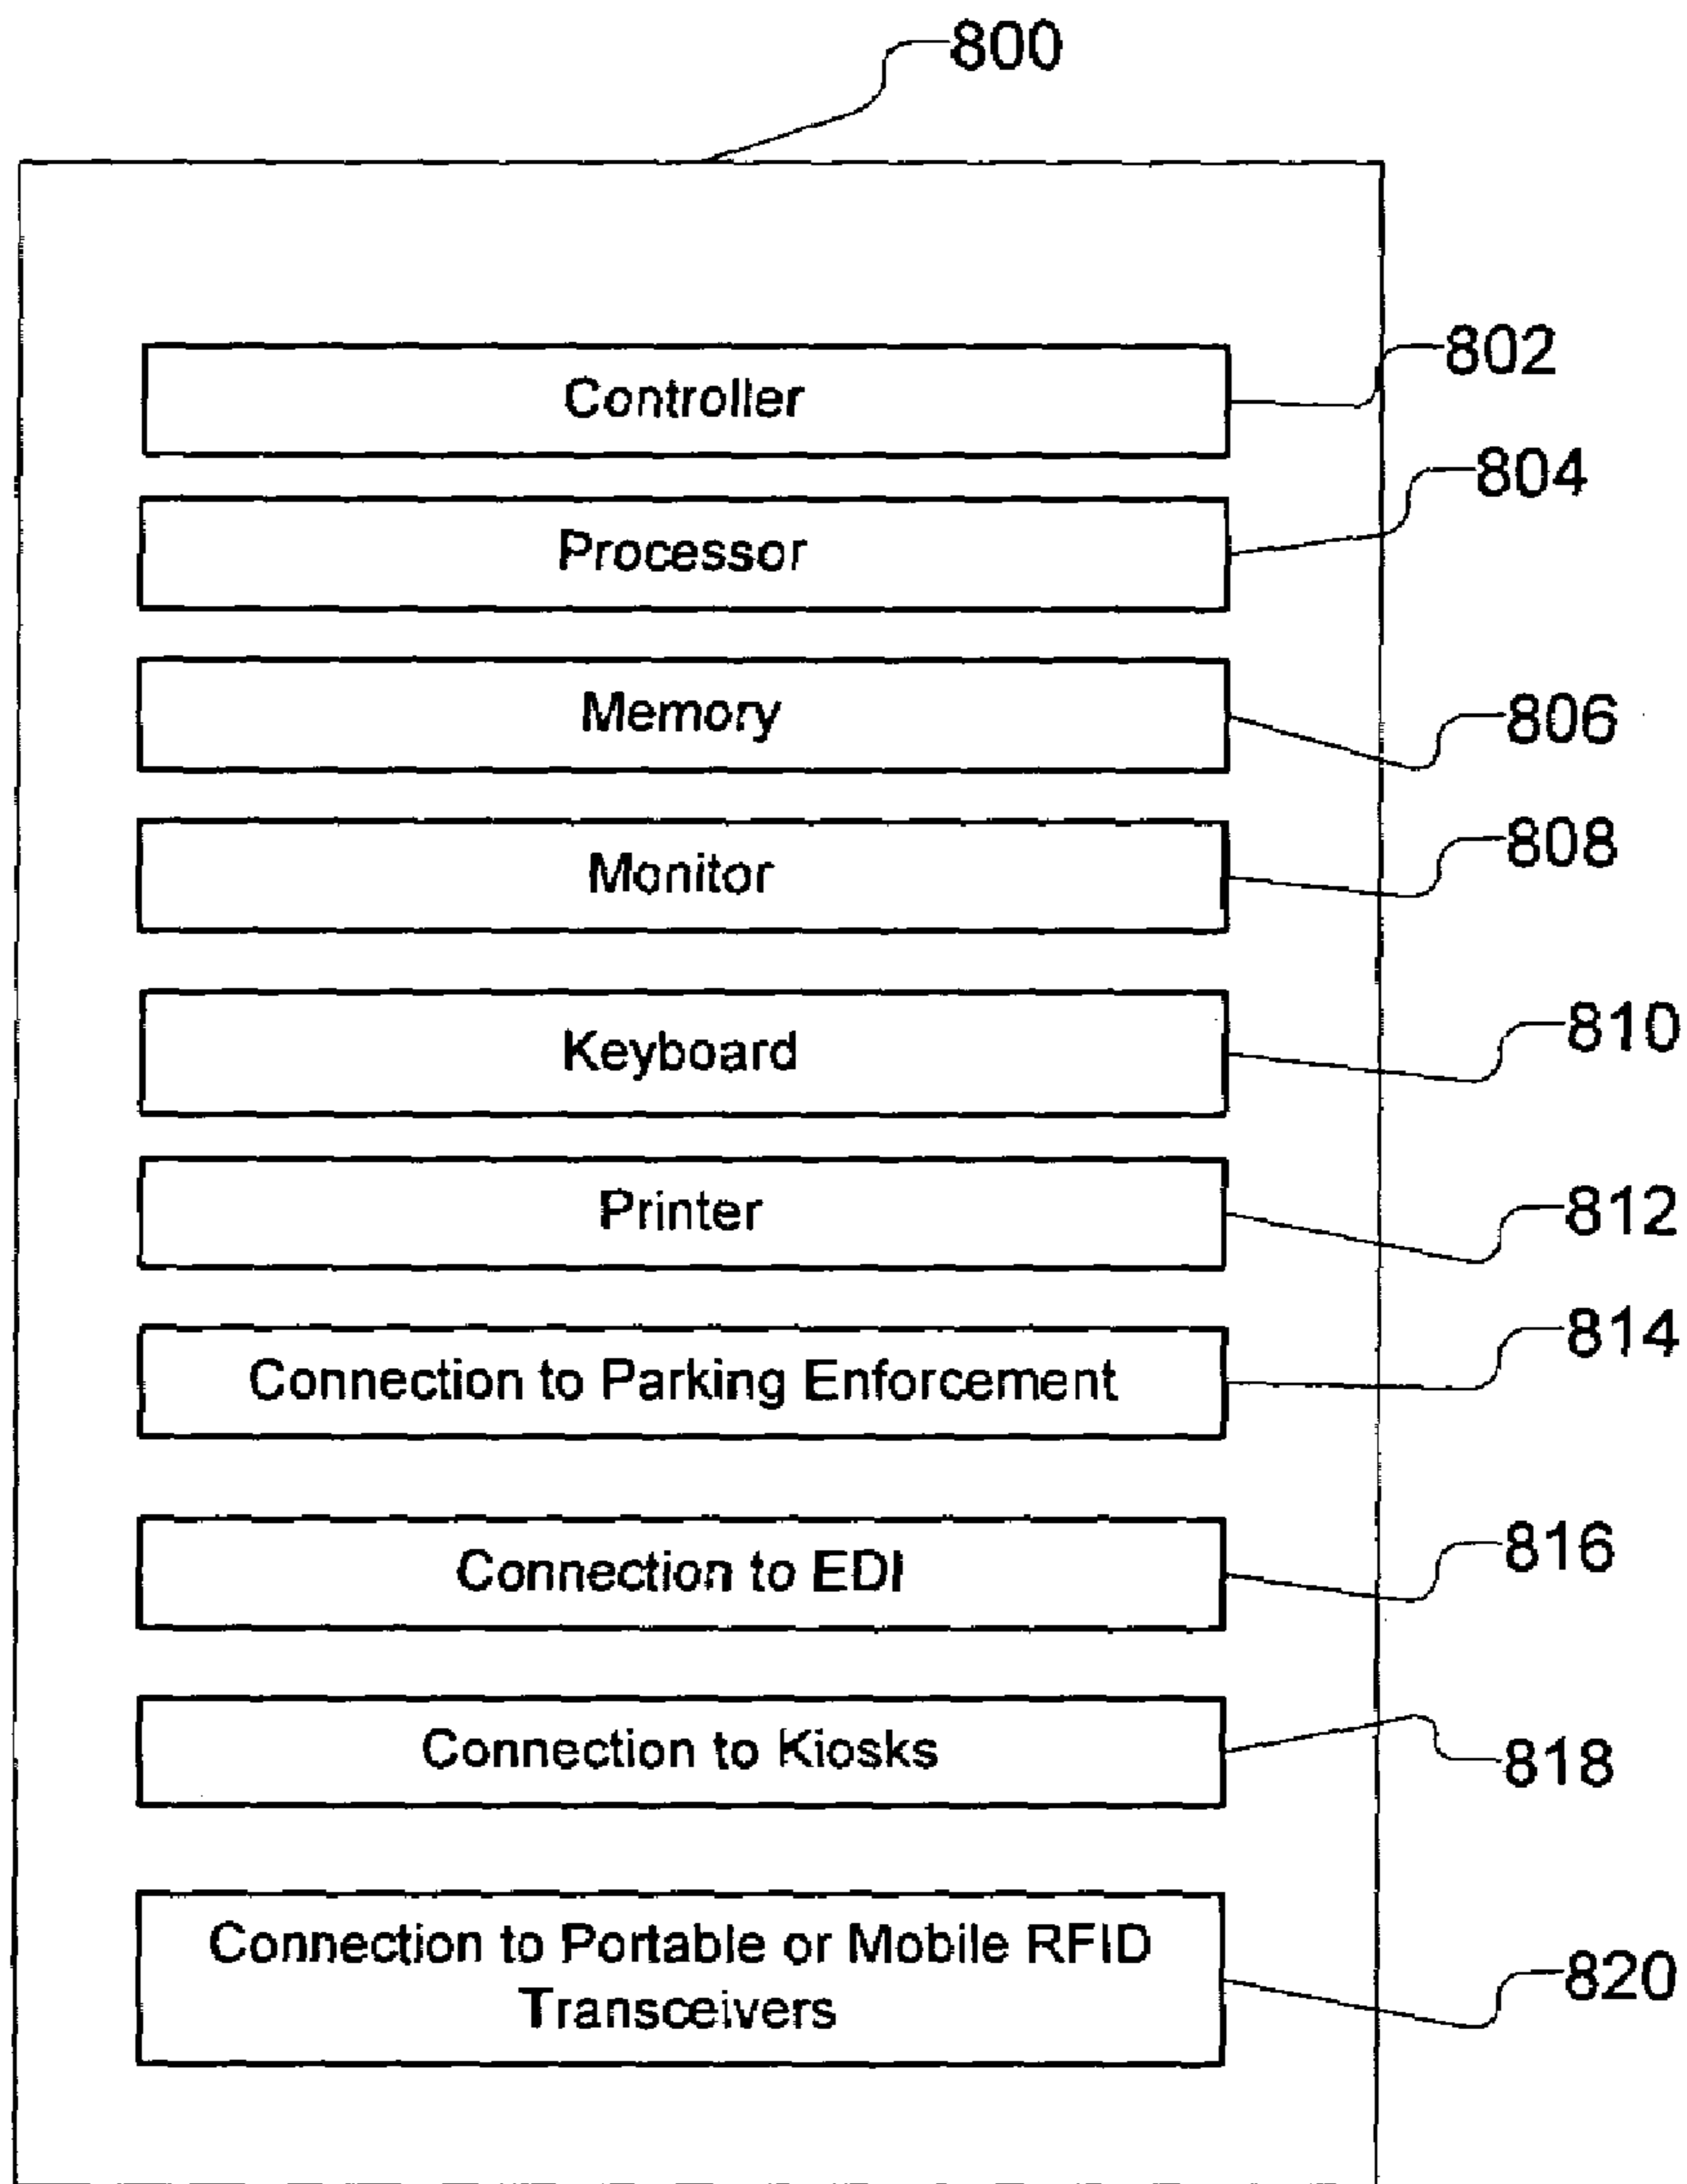 800
Controller
802
Processor
804
Memory
806
Monitor
808
Keyboard
810
Printer
812
Connection to Parking Enforcement
814
Connection to EDI
816
Connection to Kiosks
818
Connection to Portable or Mobile RFID
Transceivers
820